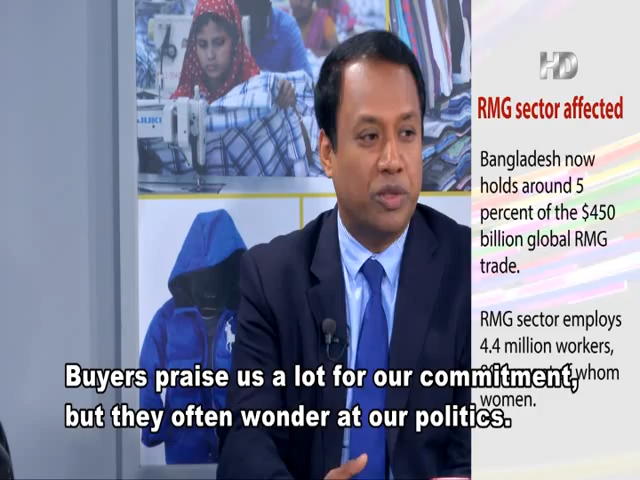 HD
RMG sector affected
Bangladesh now
holds around 5
percent of the $450
billion global RMG
trade.
RMG sector employs
4.4 million workers,
whom
women.
JUKI
Buyers praise us a lot for our commitment,
but they often wonder at our politics.